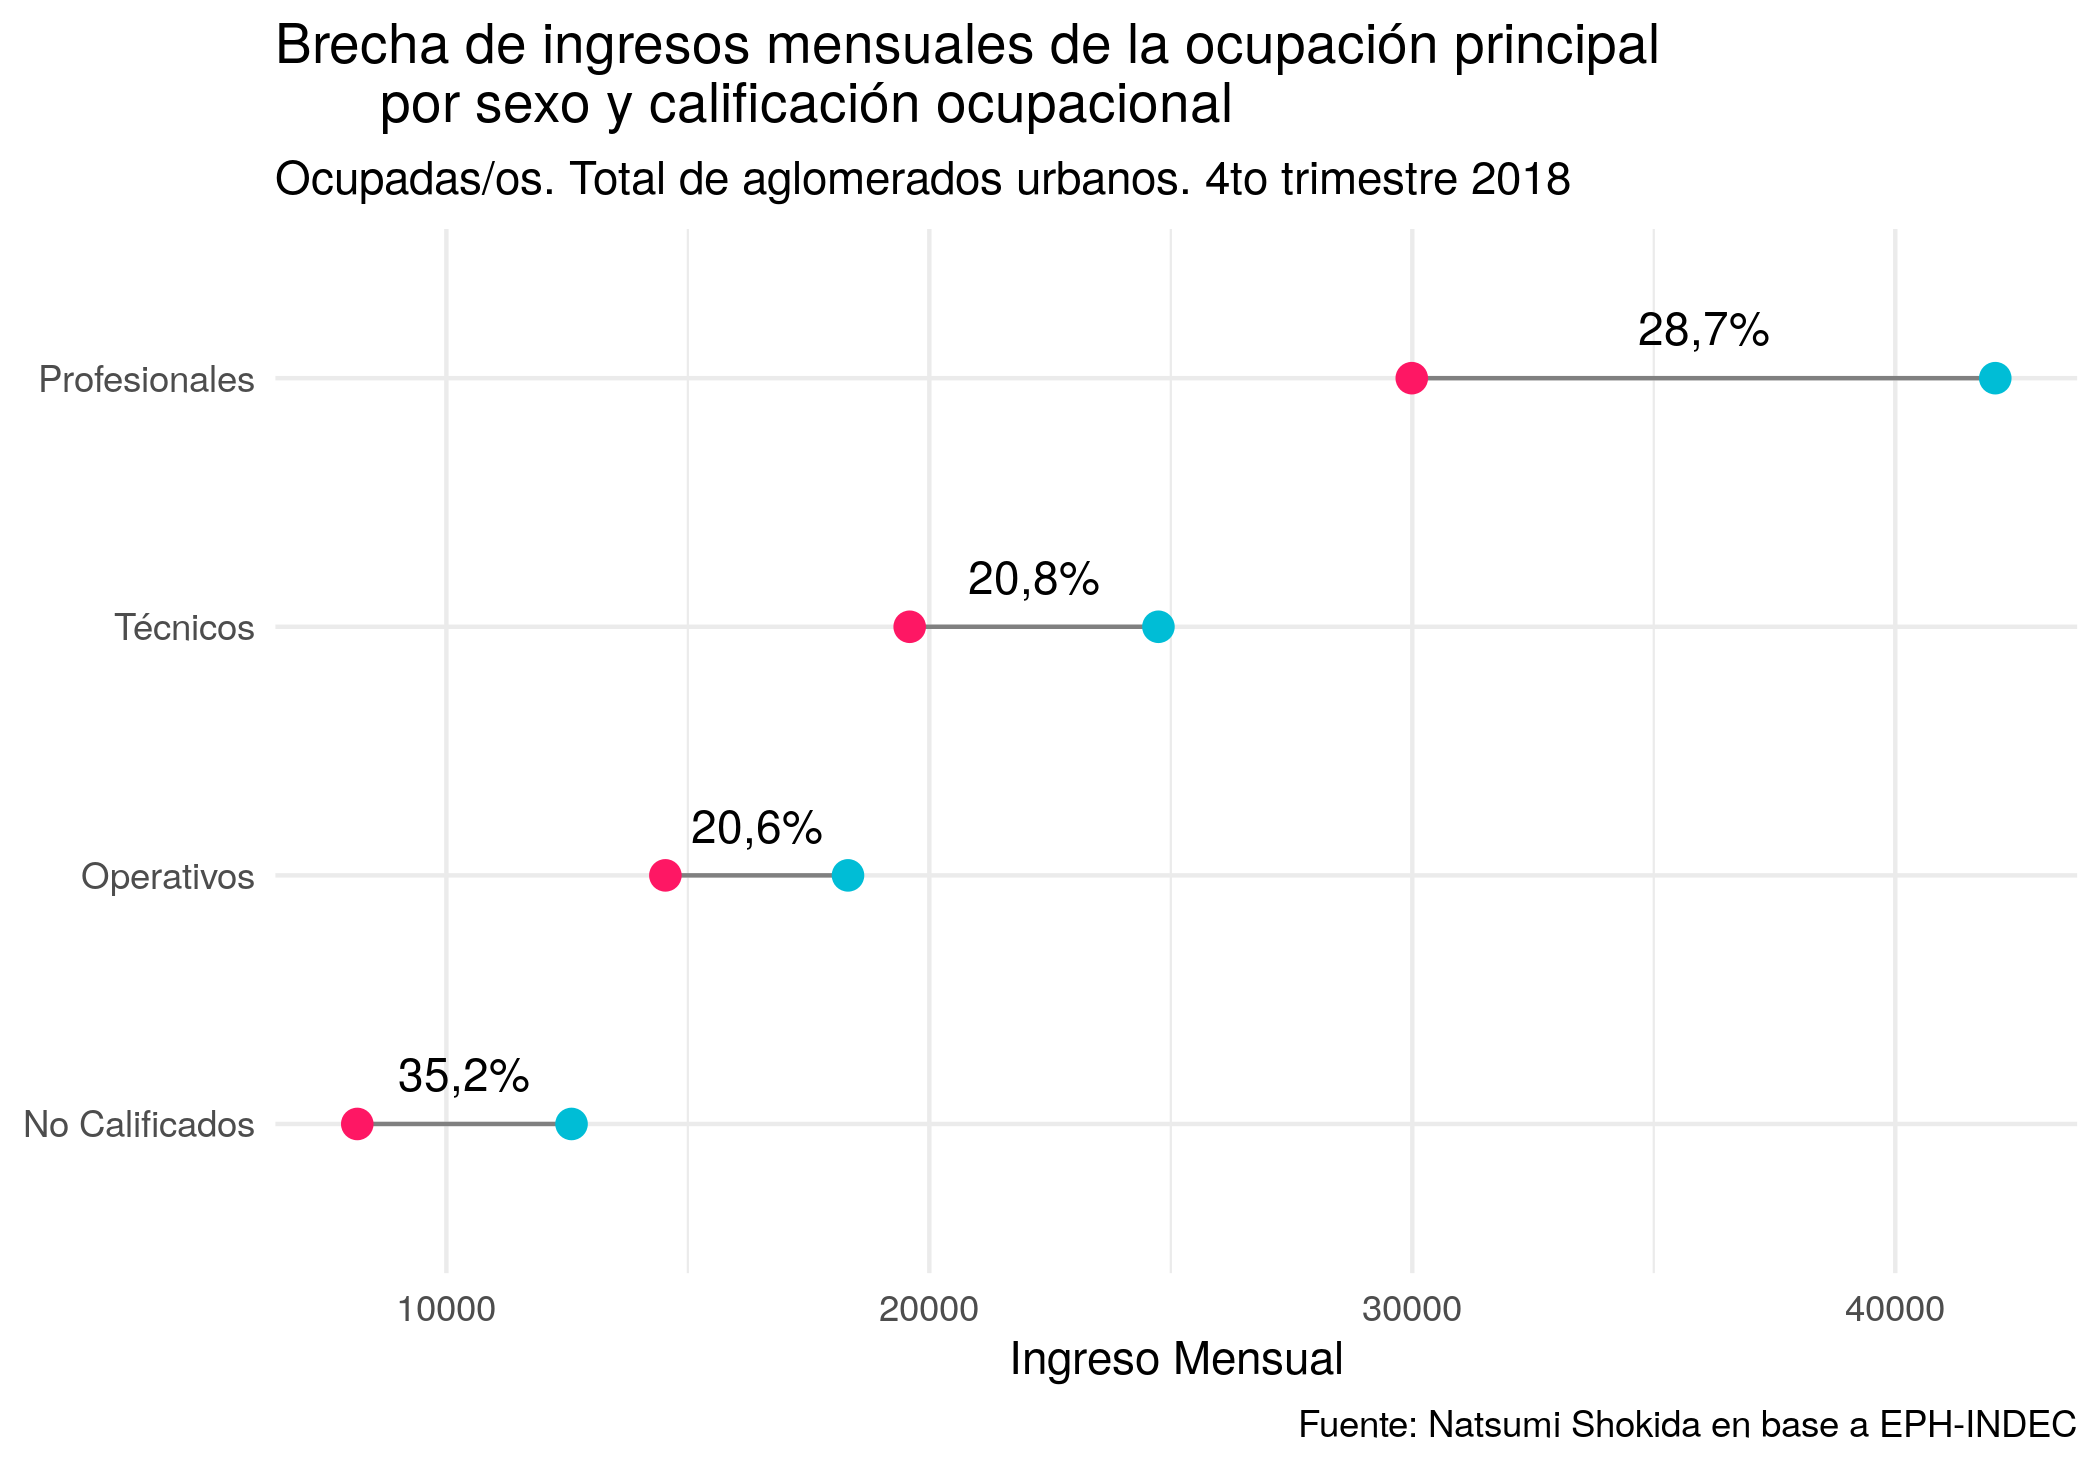 Brecha de ingresos mensuales de la ocupación principal
por sexo y calificación ocupacional
Ocupadas/os. Total de aglomerados urbanos. 4to trimestre 2018
28,7%
Profesionales
20,8%
Técnicos
20,6%
Operativos
35,2%
No Calificados
10000 20000 30000 40000
Ingreso Mensual
Fuente: Natsumi Shokida en base a EPH-INDEC